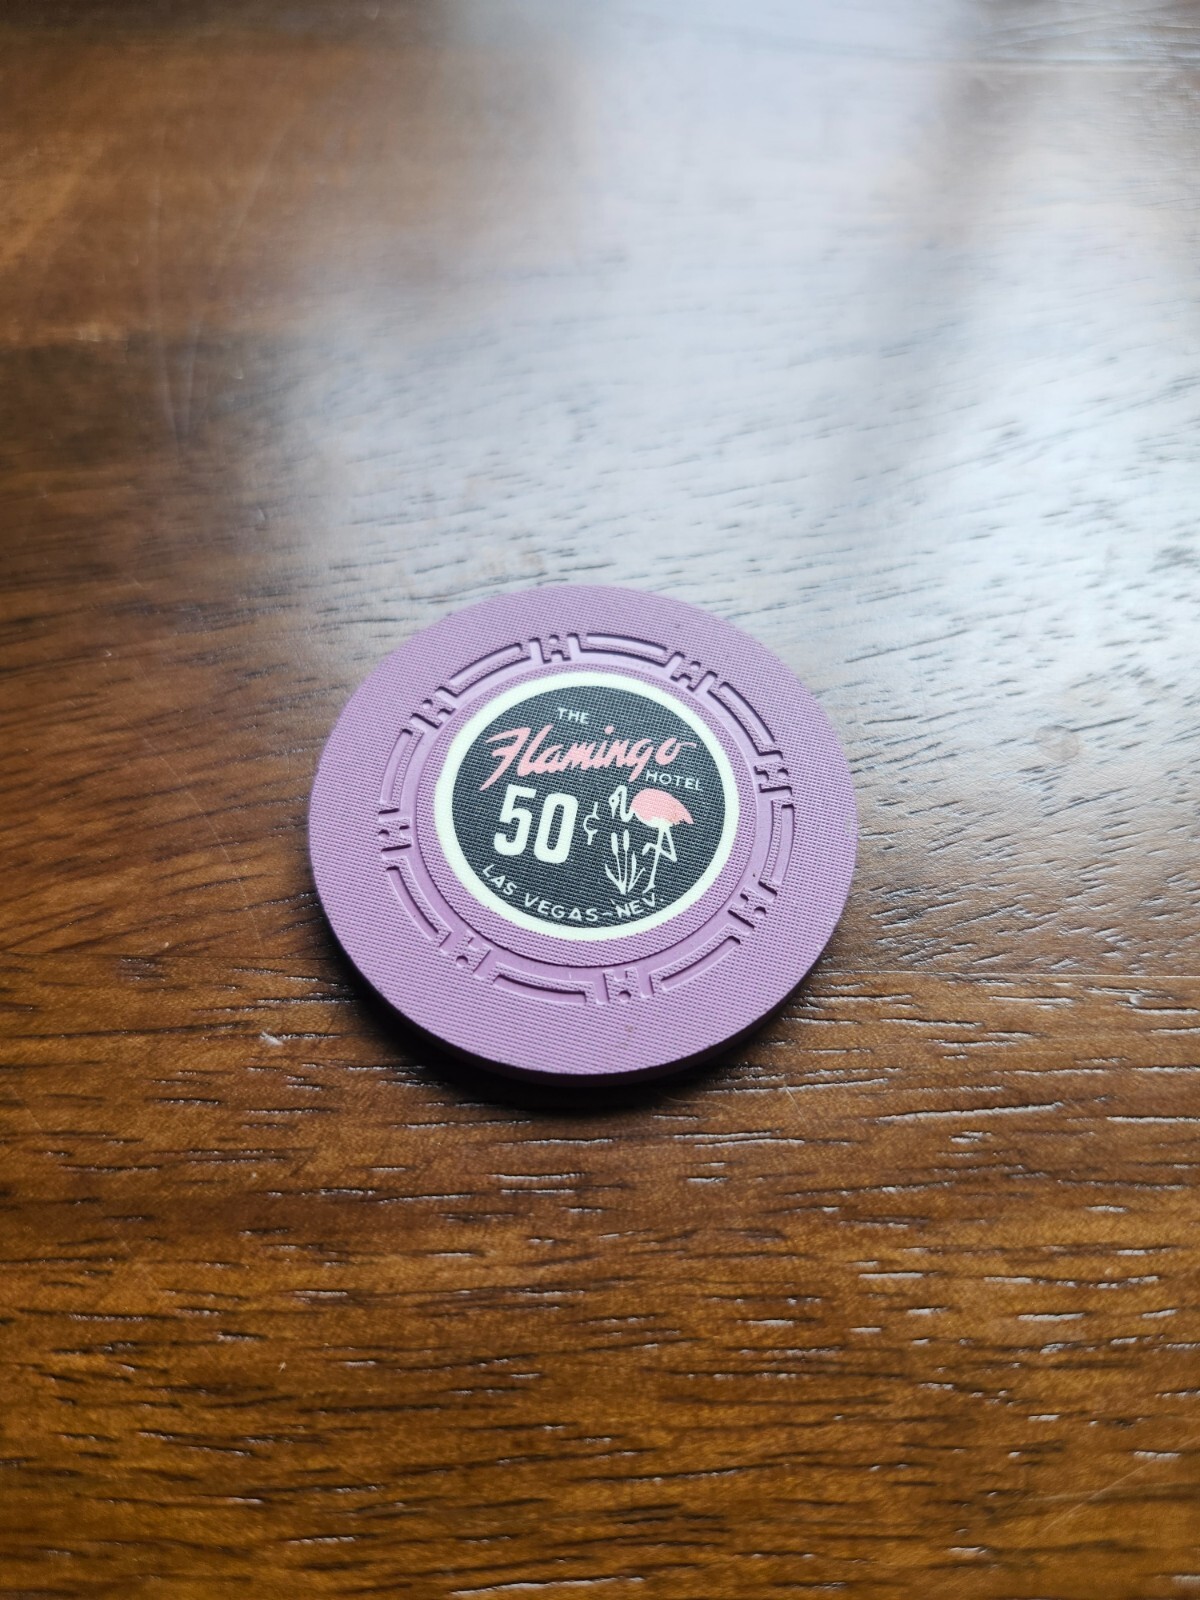 THE
Flamingo
HOTEL
50¢
LAS VEGAS-NEV.